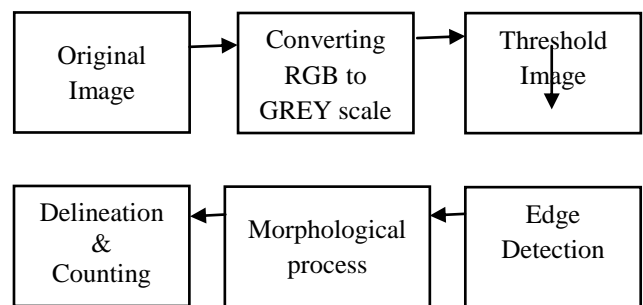 Original
Image
Converting
RGB to
GREY scale
Threshold
Image
Edge
Detection
Morphological
process
Delineation
&
Counting